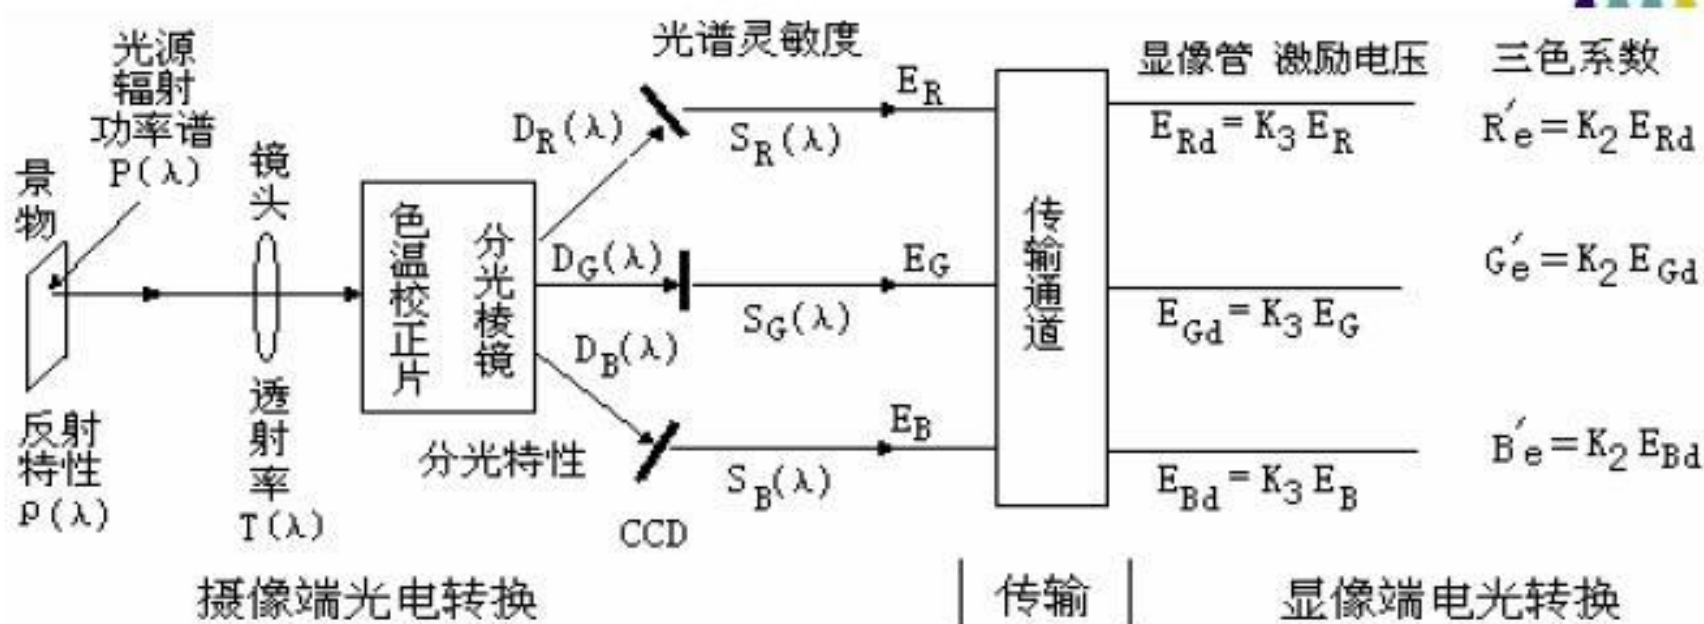 光源
辐射
功率谱
P(λ)
景物
反射
特性
ρ(λ)
镜头
透射率
T(λ)
色温校正片
分光棱镜
分光特性
光谱灵敏度
D_R(λ)
D_G(λ)
D_B(λ)
CCD
S_R(λ)
S_G(λ)
S_B(λ)
E_R
E_G
E_B
传输通道
显像管 激励电压
E_Rd=K_3 E_R
E_Gd=K_3 E_G
E_Bd=K_3 E_B
三色系数
R'_e=K_2 E_Rd
G'_e=K_2 E_Gd
B'_e=K_2 E_Bd
摄像端光电转换
传输
显像端电光转换